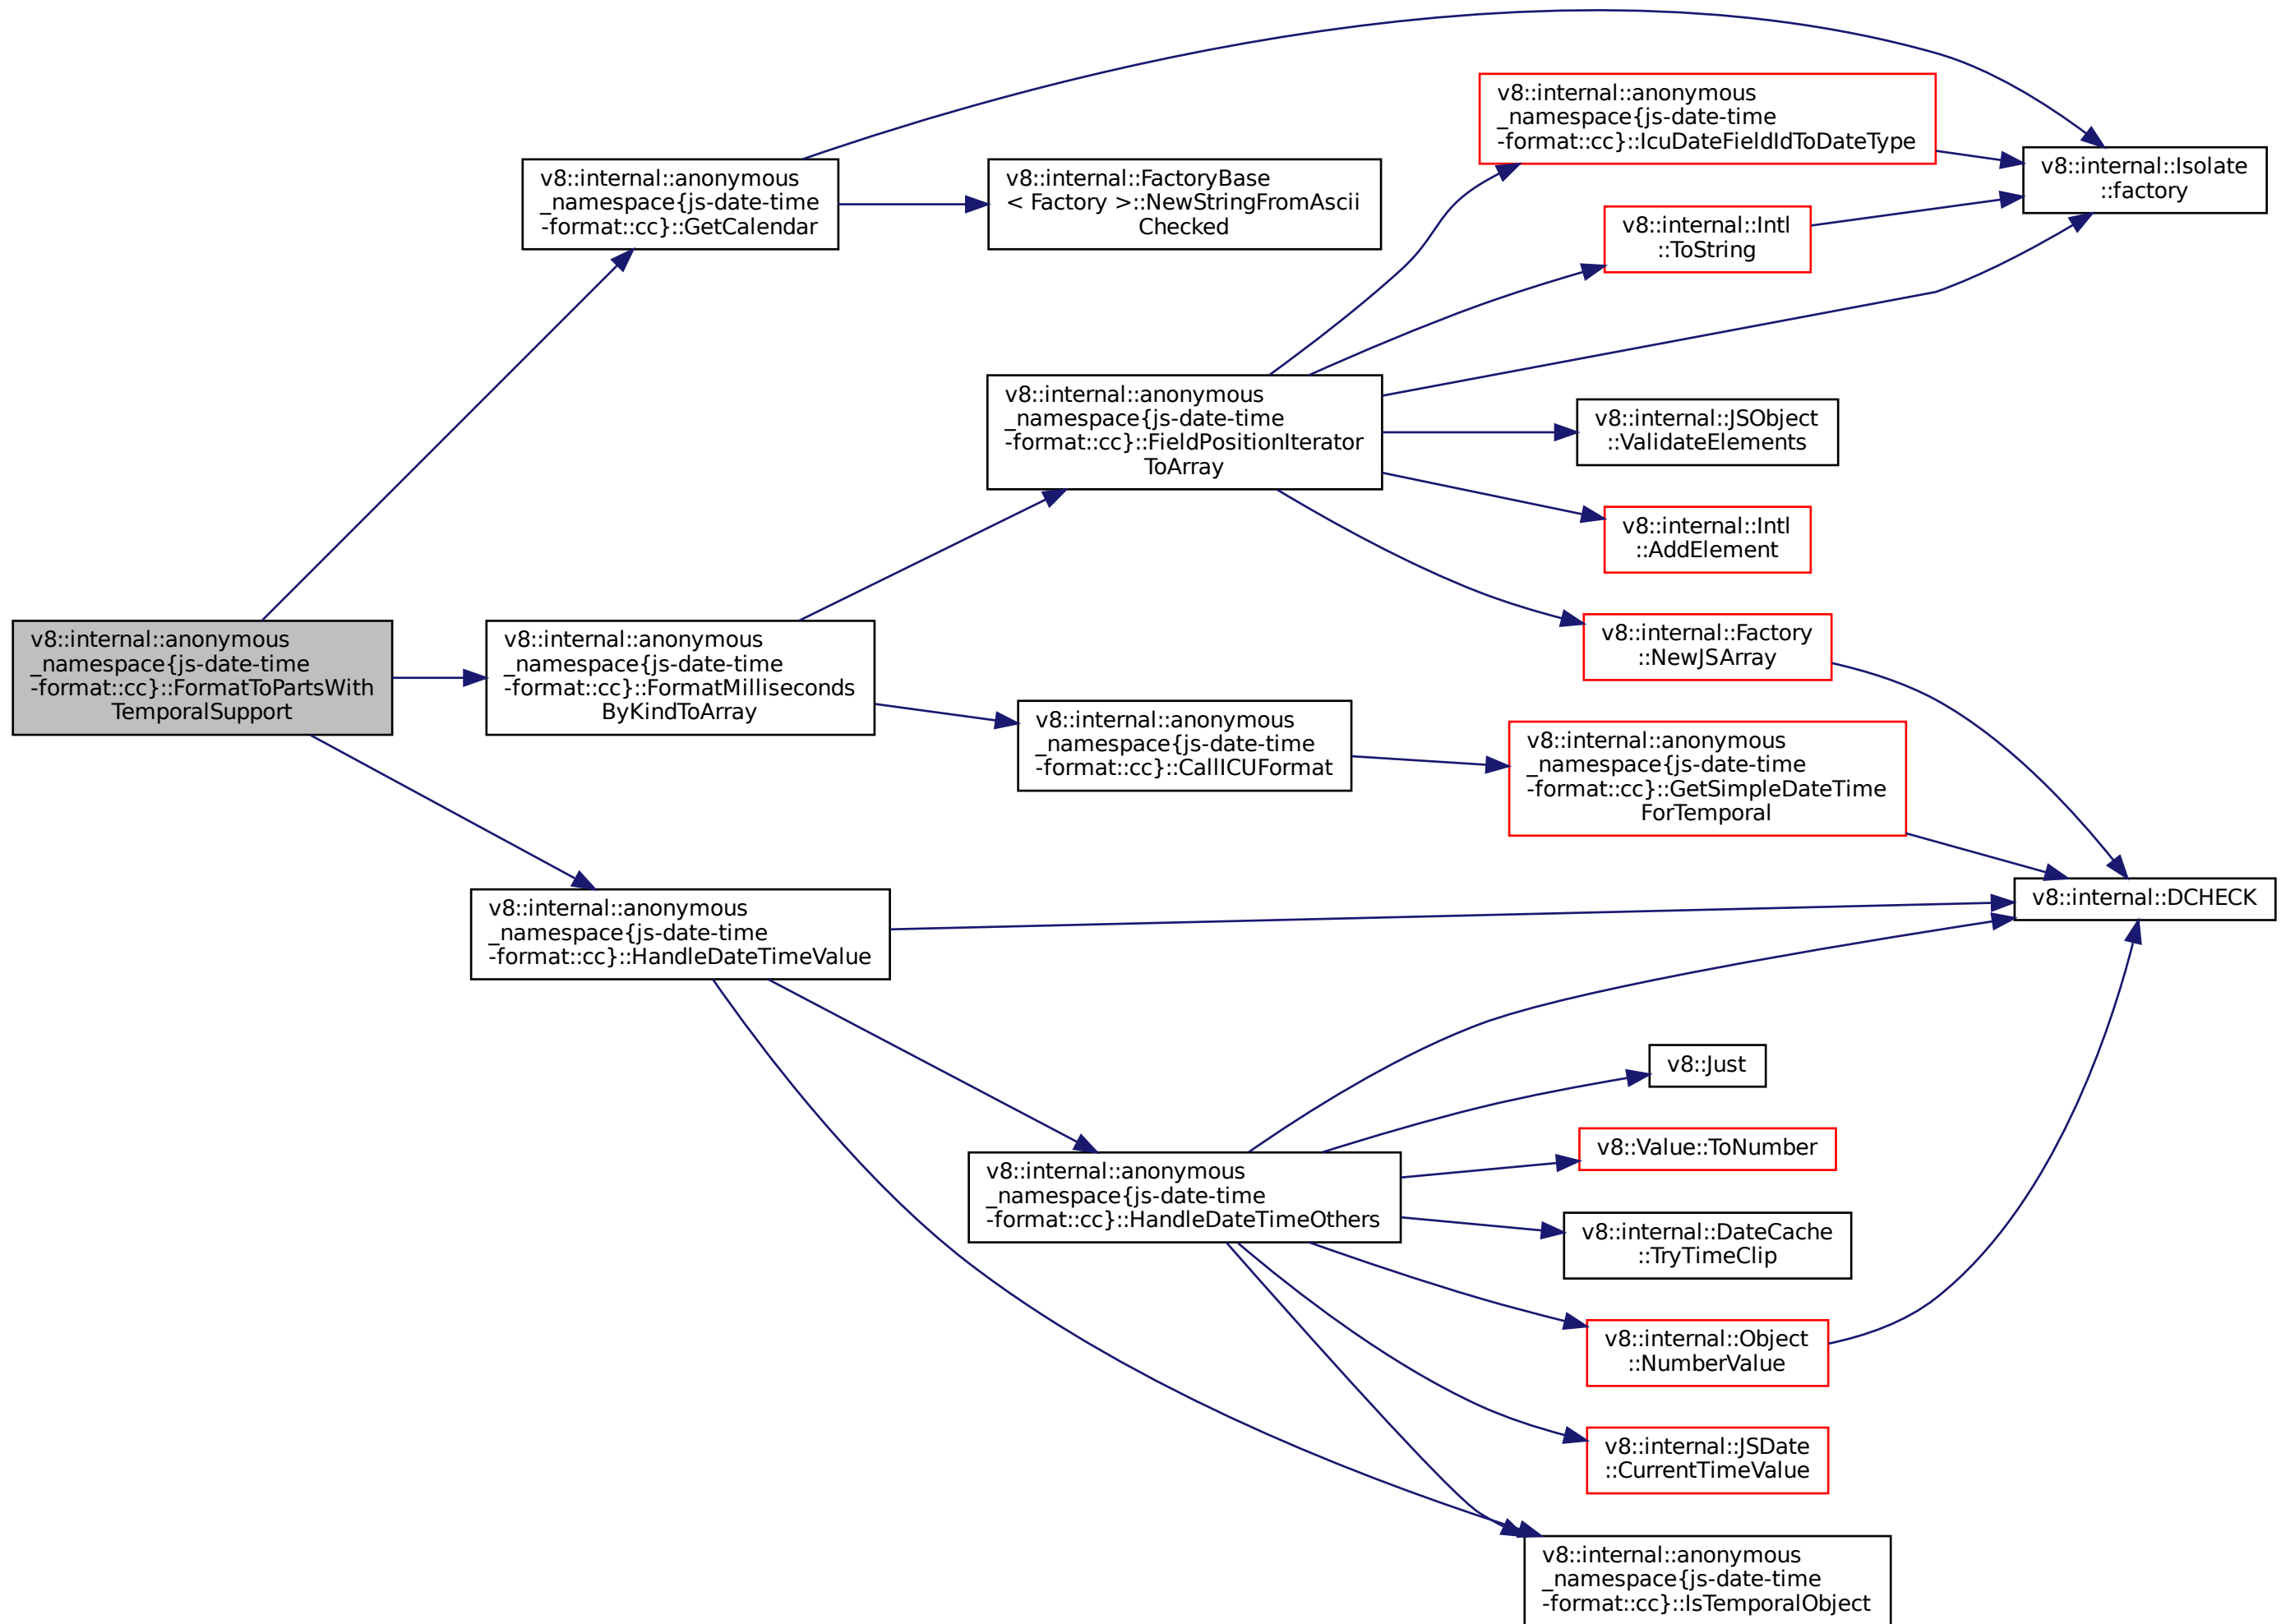 v8::internal::anonymous
_namespace{js-date-time
-format::cc}::FormatToPartsWith
TemporalSupport
v8::internal::anonymous
_namespace{js-date-time
-format::cc}::GetCalendar
v8::internal::FactoryBase
< Factory >::NewStringFromAscii
Checked
v8::internal::anonymous
_namespace{js-date-time
-format::cc}::FormatMilliseconds
ByKindToArray
v8::internal::anonymous
_namespace{js-date-time
-format::cc}::FieldPositionIterator
ToArray
v8::internal::anonymous
_namespace{js-date-time
-format::cc}::IcuDateFieldIdToDateType
v8::internal::Isolate
::factory
v8::internal::Intl
::ToString
v8::internal::JSObject
::ValidateElements
v8::internal::Intl
::AddElement
v8::internal::Factory
::NewJSArray
v8::internal::anonymous
_namespace{js-date-time
-format::cc}::CallICUFormat
v8::internal::anonymous
_namespace{js-date-time
-format::cc}::GetSimpleDateTime
ForTemporal
v8::internal::DCHECK
v8::internal::anonymous
_namespace{js-date-time
-format::cc}::HandleDateTimeValue
v8::internal::anonymous
_namespace{js-date-time
-format::cc}::HandleDateTimeOthers
v8::Just
v8::Value::ToNumber
v8::internal::DateCache
::TryTimeClip
v8::internal::Object
::NumberValue
v8::internal::JSDate
::CurrentTimeValue
v8::internal::anonymous
_namespace{js-date-time
-format::cc}::IsTemporalObject